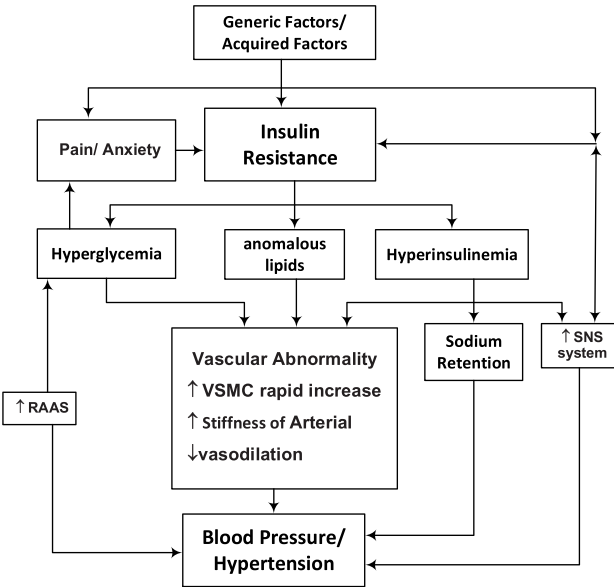 Generic Factors/
Acquired Factors
Pain/ Anxiety
Insulin
Resistance
Hyperglycemia
anomalous
lipids
Hyperinsulinemia
Vascular Abnormality
↑ VSMC rapid increase
↑ Stiffness of Arterial
↓vasodilation
Sodium
Retention
↑ SNS
system
↑ RAAS
Blood Pressure/
Hypertension